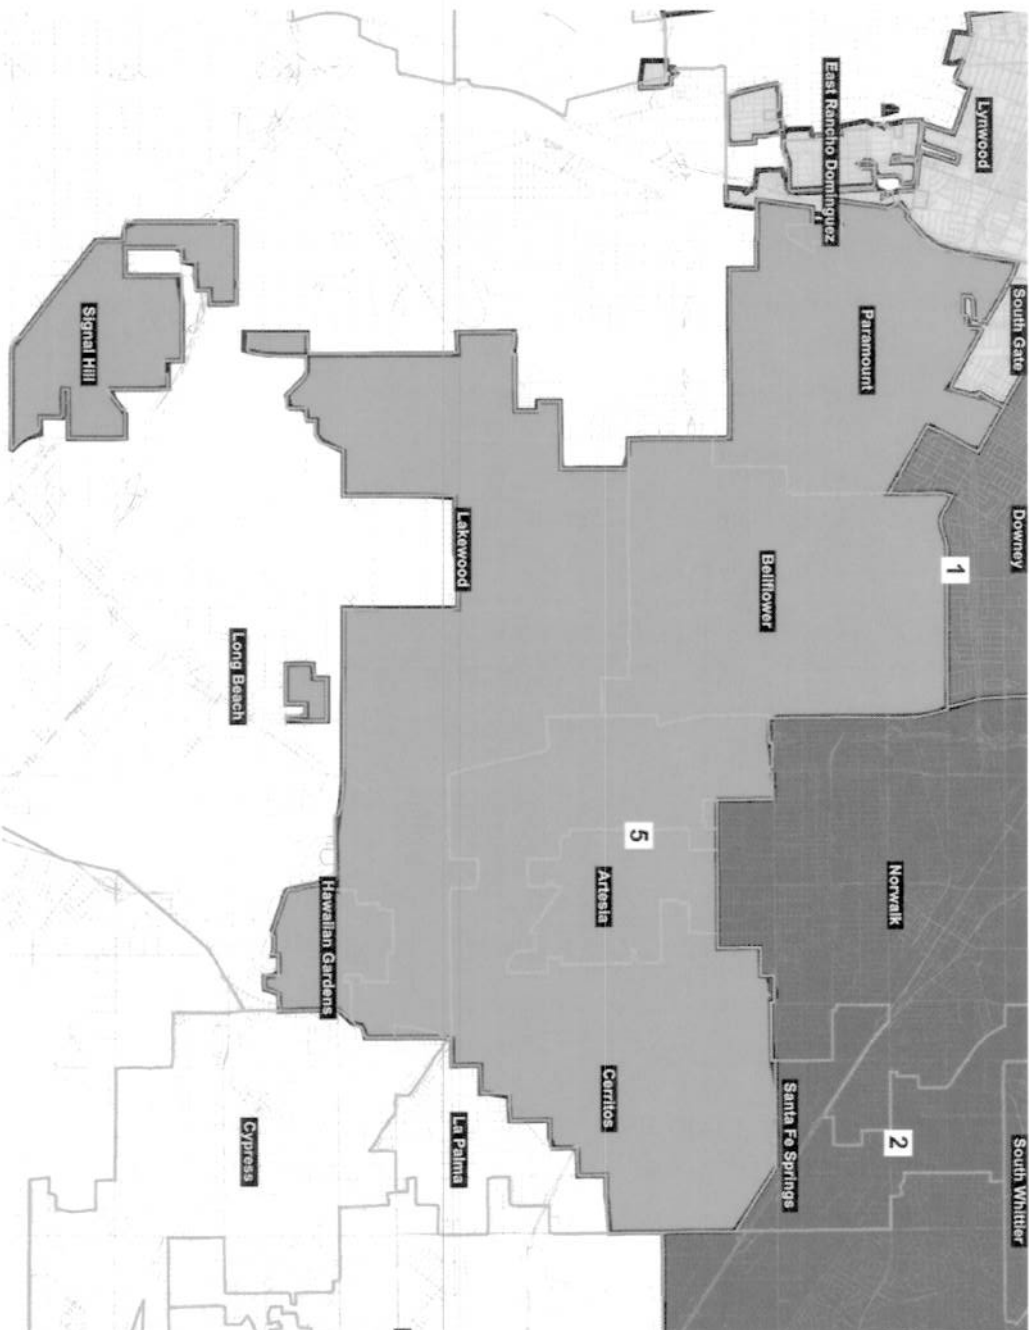 South Gate
Downey
South Whittier
Lynwood
1
Norwalk
2
Paramount
East Rancho Dominguez
Santa Fe Springs
Bellflower
5
Artesia
Cerritos
Lakewood
La Palma
Hawaiian Gardens
Long Beach
Cypress
Signal Hill